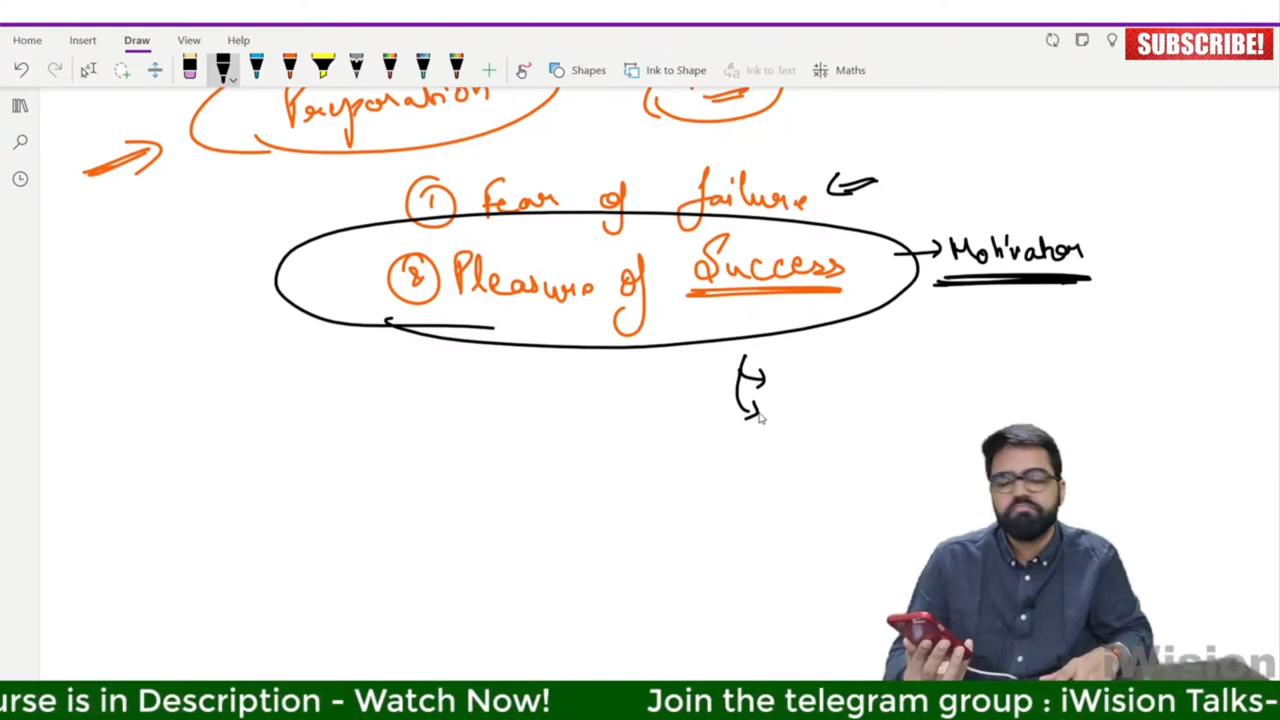 Home Insert Draw View Help
SUBSCRIBE!
Shapes Ink to Shape Ink to Text Maths
Preparation
① Fear of failure
② Pleasure of Success
Motivation
iWision
urse is in Description - Watch Now! Join the telegram group : iWision Talks-